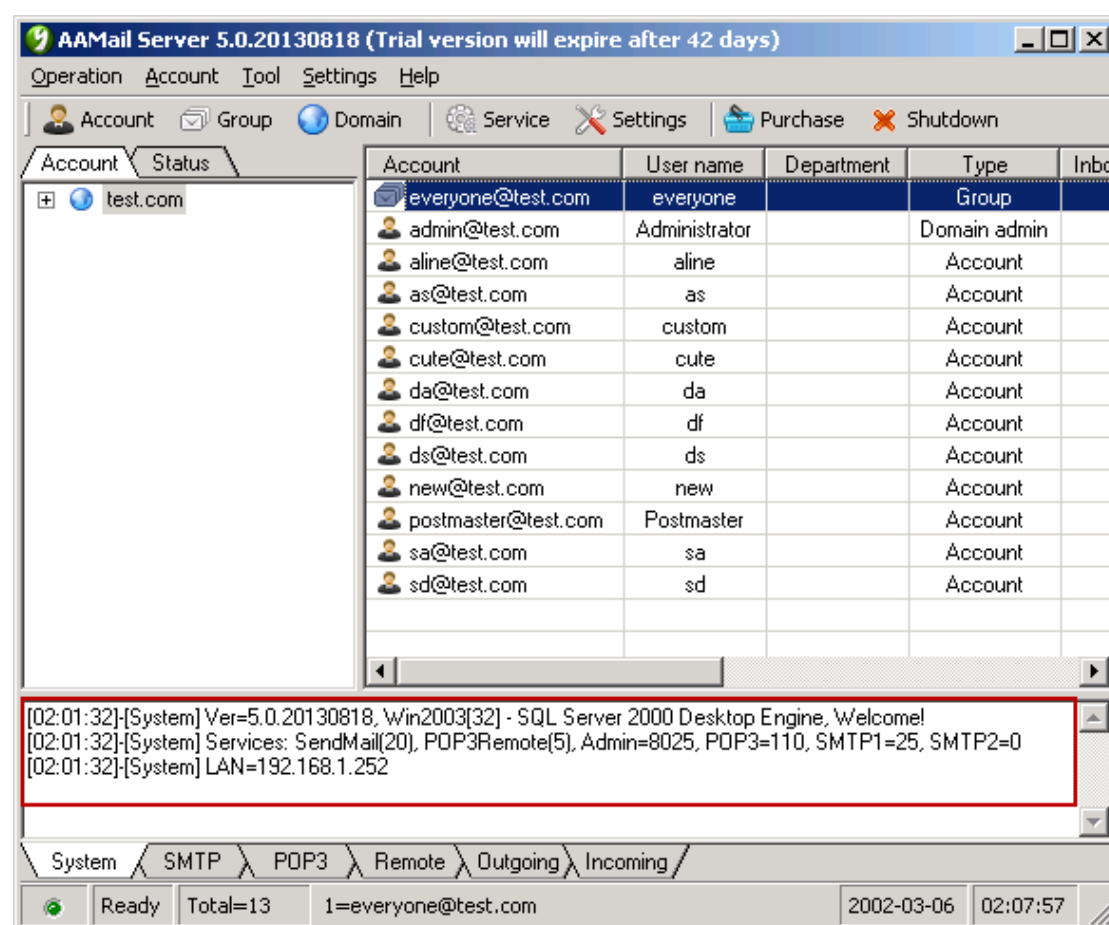 AAMail Server 5.0.20130818 (Trial version will expire after 42 days)
Operation Account Tool Settings Help
Account Group Domain Service Settings Purchase Shutdown
Account Status
test.com
Account User name Department Type Inbo
everyone@test.com everyone Group
admin@test.com Administrator Domain admin
aline@test.com aline Account
as@test.com as Account
custom@test.com custom Account
cute@test.com cute Account
da@test.com da Account
df@test.com df Account
ds@test.com ds Account
new@test.com new Account
postmaster@test.com Postmaster Account
sa@test.com sa Account
sd@test.com sd Account
[02:01:32]-[System] Ver=5.0.20130818, Win2003[32] - SQL Server 2000 Desktop Engine, Welcome!
[02:01:32]-[System] Services: SendMail(20), POP3Remote(5), Admin=8025, POP3=110, SMTP1=25, SMTP2=0
[02:01:32]-[System] LAN=192.168.1.252
System SMTP POP3 Remote Outgoing Incoming
Ready Total=13 1=everyone@test.com 2002-03-06 02:07:57